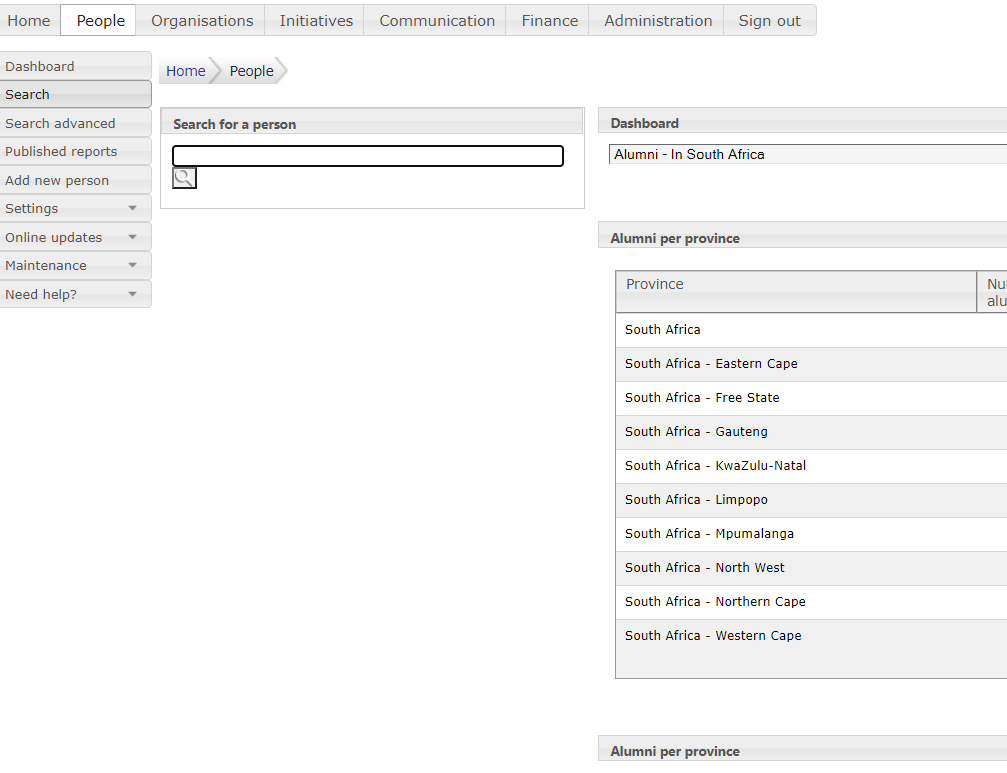 Home People Organisations Initiatives Communication Finance Administration Sign out
Dashboard
Search
Search advanced
Published reports
Add new person
Settings
Online updates
Maintenance
Need help?
Home People
Search for a person
Dashboard
Alumni - In South Africa
Alumni per province
Province
South Africa
South Africa - Eastern Cape
South Africa - Free State
South Africa - Gauteng
South Africa - KwaZulu-Natal
South Africa - Limpopo
South Africa - Mpumalanga
South Africa - North West
South Africa - Northern Cape
South Africa - Western Cape
Alumni per province